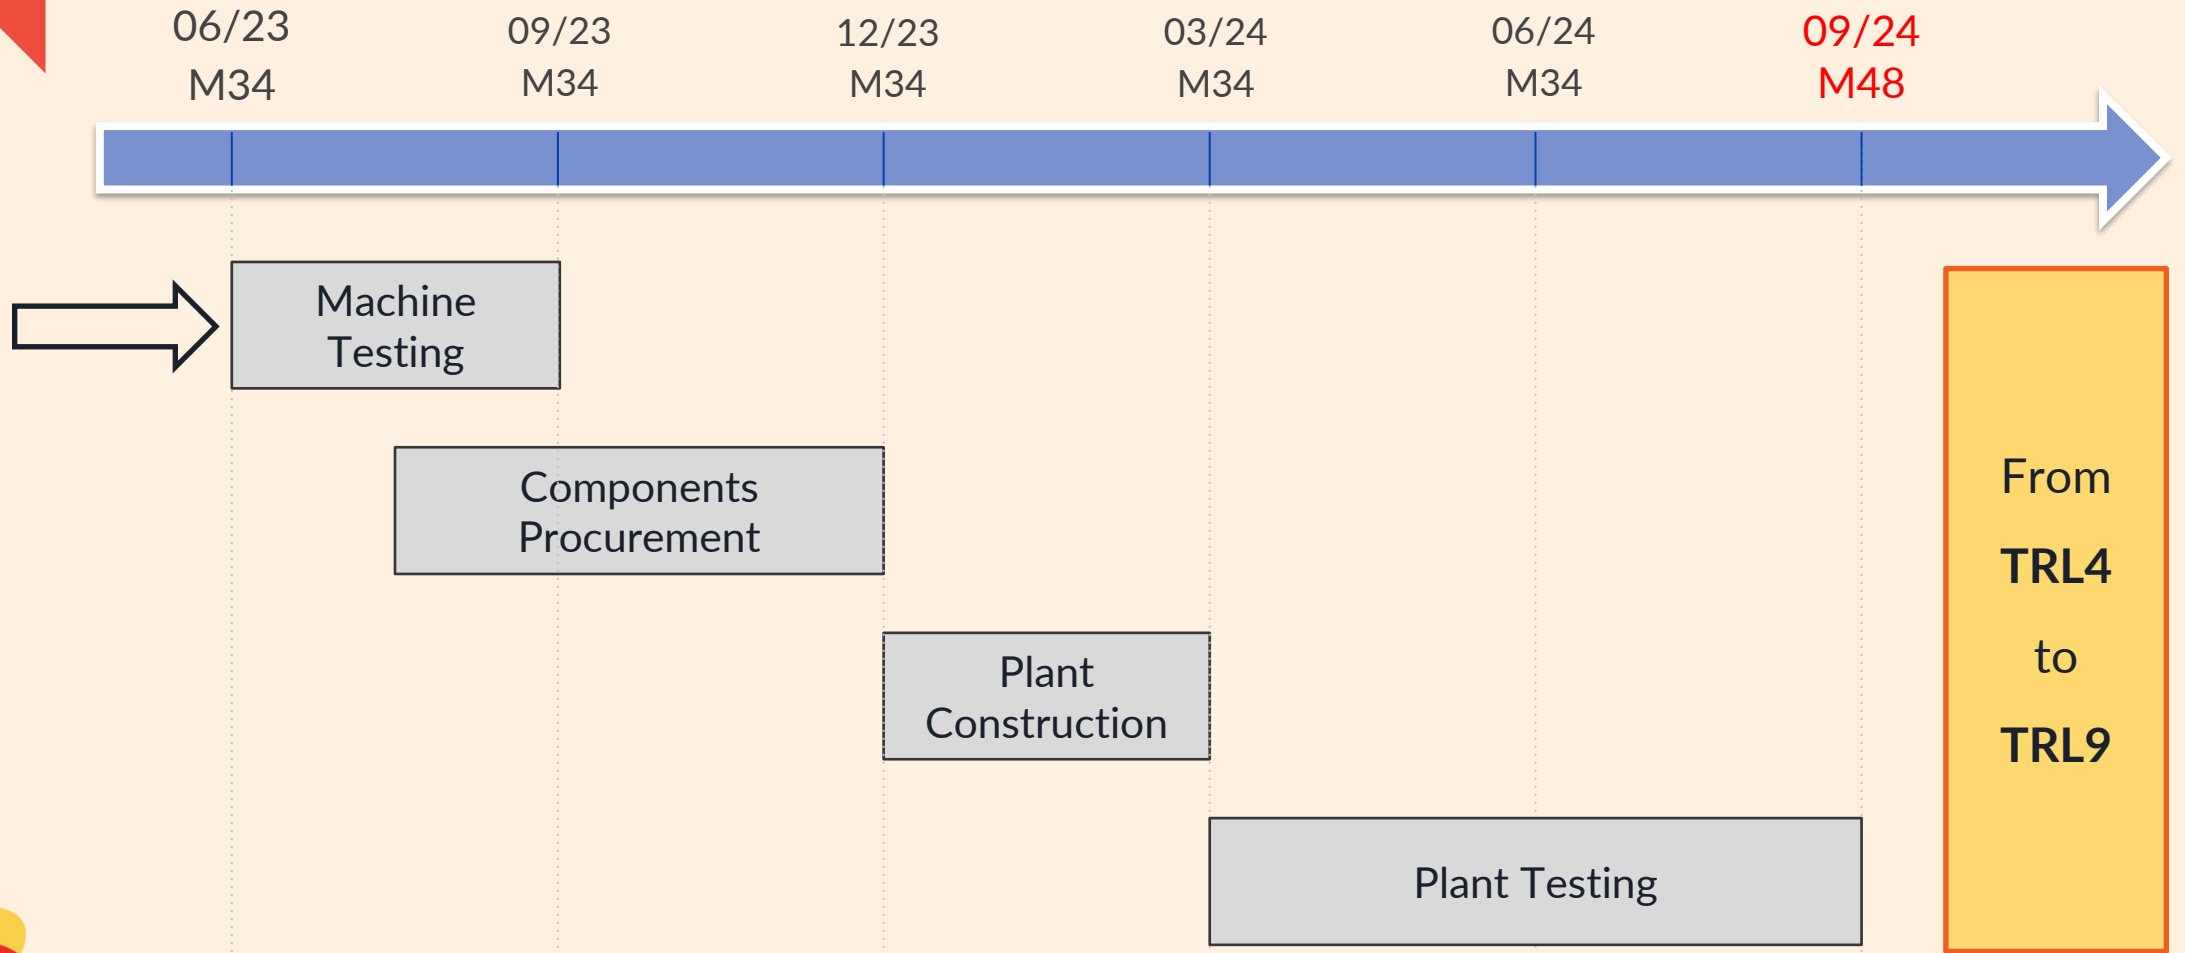 06/23
M34
09/23
M34
12/23
M34
03/24
M34
06/24
M34
09/24
M48
Machine
Testing
Components
Procurement
Plant
Construction
Plant Testing
From
TRL4
to
TRL9